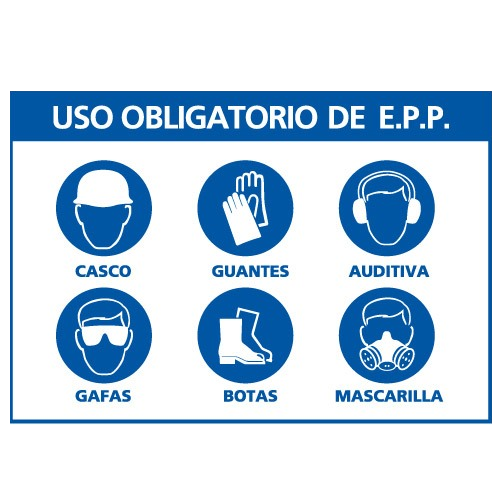 USO OBLIGATORIO DE E.P.P.
CASCO GUANTES AUDITIVA
GAFAS BOTAS MASCARILLA